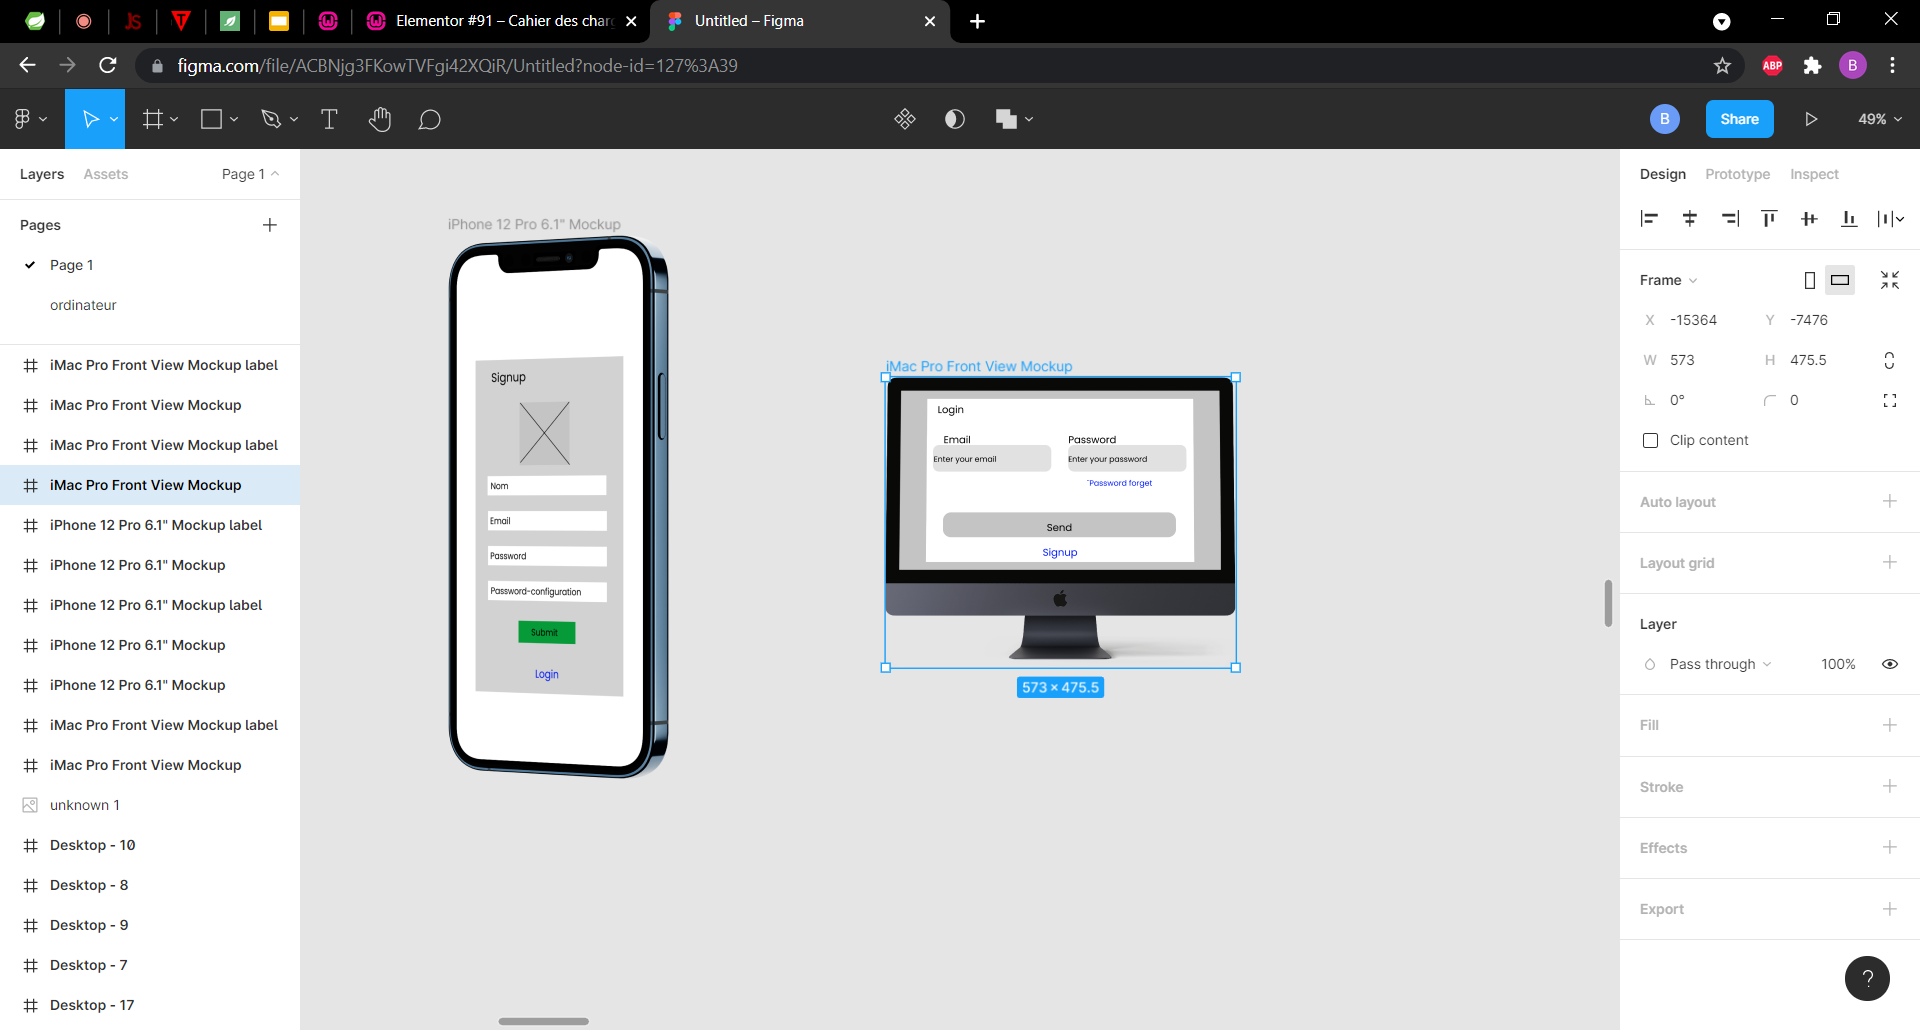 Elementor #91 – Cahier des char
Untitled – Figma
figma.com/file/ACBNjg3FKowTVFgi42XQiR/Untitled?node-id=127%3A39
ABP
B
B
Share
49%
Layers
Assets
Page 1
Pages
Page 1
ordinateur
iMac Pro Front View Mockup label
iMac Pro Front View Mockup
iMac Pro Front View Mockup label
iMac Pro Front View Mockup
iPhone 12 Pro 6.1" Mockup label
iPhone 12 Pro 6.1" Mockup
iPhone 12 Pro 6.1" Mockup label
iPhone 12 Pro 6.1" Mockup
iPhone 12 Pro 6.1" Mockup
iMac Pro Front View Mockup label
iMac Pro Front View Mockup
unknown 1
Desktop - 10
Desktop - 8
Desktop - 9
Desktop - 7
Desktop - 17
iPhone 12 Pro 6.1" Mockup
Signup
Nom
Email
Password
Password-configuration
Submit
Login
iMac Pro Front View Mockup
Login
Email
Password
Enter your email
Enter your password
*Password forget
Send
Signup
573 × 475.5
Design
Prototype
Inspect
Frame
X -15364
Y -7476
W 573
H 475.5
0°
0
Clip content
Auto layout
Layout grid
Layer
Pass through
100%
Fill
Stroke
Effects
Export
?